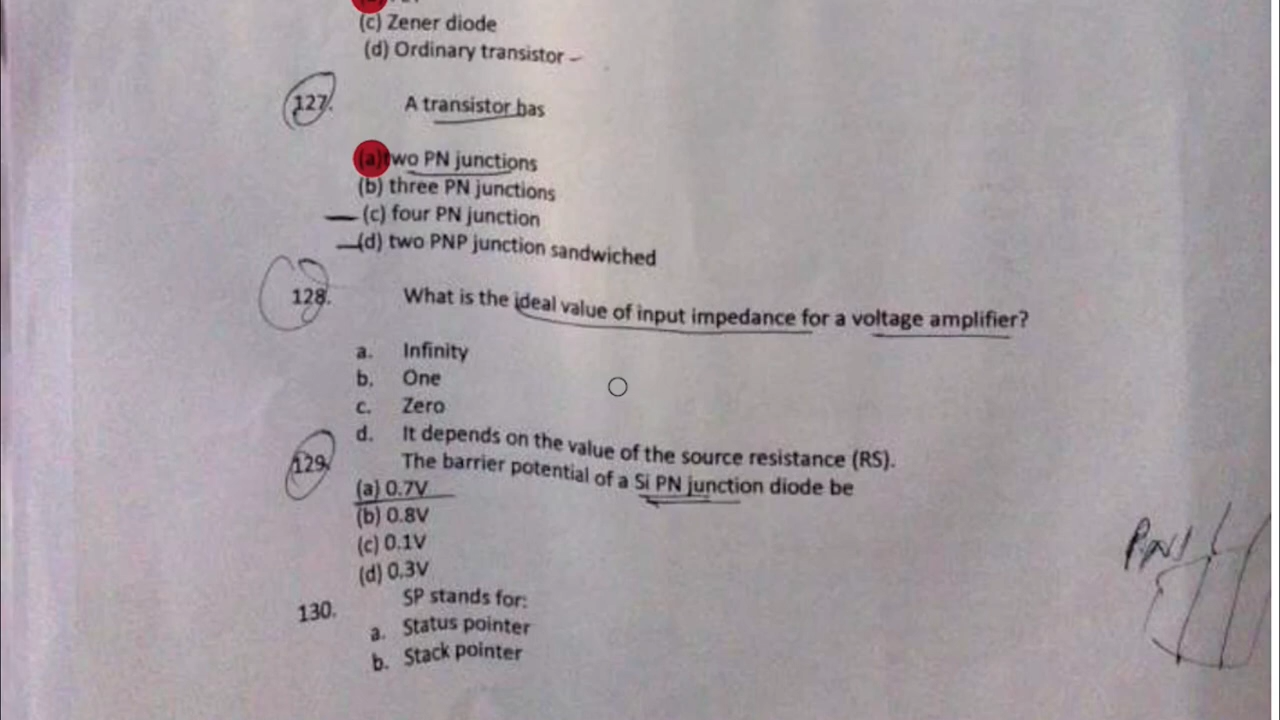 (c) Zener diode
(d) Ordinary transistor
127. A transistor has
(a) two PN junctions
(b) three PN junctions
(c) four PN junction
(d) two PNP junction sandwiched
128. What is the ideal value of input impedance for a voltage amplifier?
a. Infinity
b. One
c. Zero
d. It depends on the value of the source resistance (RS).
129. The barrier potential of a Si PN junction diode be
(a) 0.7V
(b) 0.8V
(c) 0.1V
(d) 0.3V
130. SP stands for:
a. Status pointer
b. Stack pointer